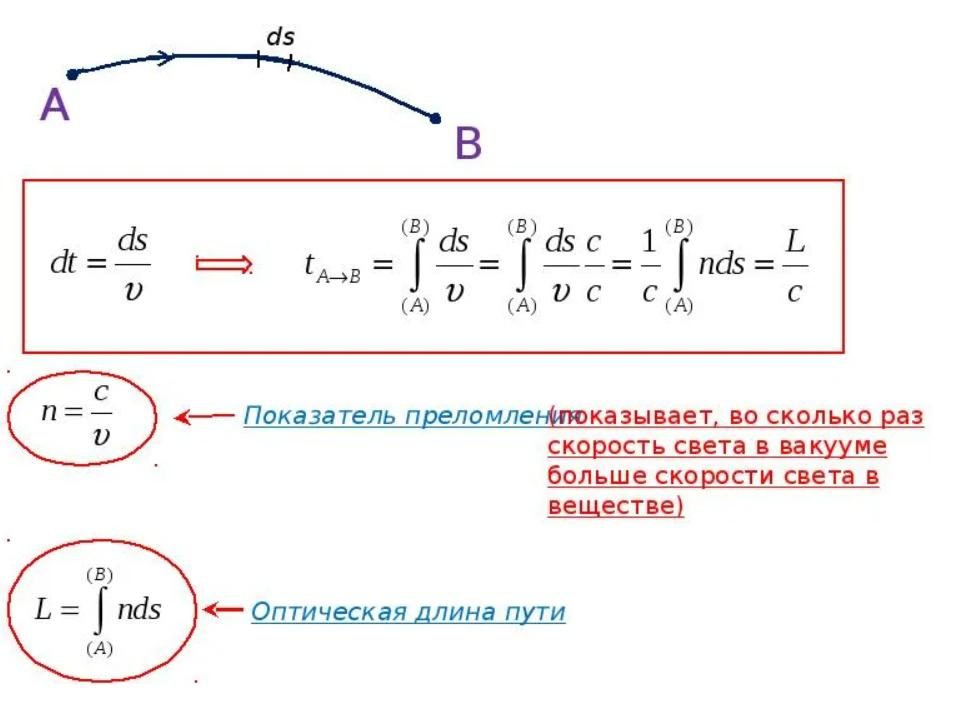 ds
A
B
dt = ds/υ ⟹ t A→B = ∫(A)(B) ds/υ = ∫(A)(B) ds/υ c/c = 1/c ∫(A)(B) nds = L/c
n = c/υ
Показатель преломления
(показывает, во сколько раз
скорость света в вакууме
больше скорости света в
веществе)
L = ∫(A)(B) nds
Оптическая длина пути